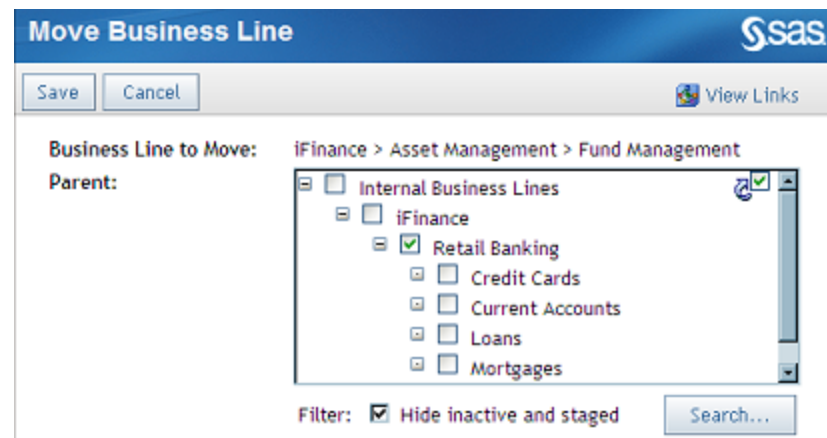 Move Business Line
sas
Save Cancel View Links
Business Line to Move: iFinance > Asset Management > Fund Management
Parent: Internal Business Lines
iFinance
Retail Banking
Credit Cards
Current Accounts
Loans
Mortgages
Filter: Hide inactive and staged Search...